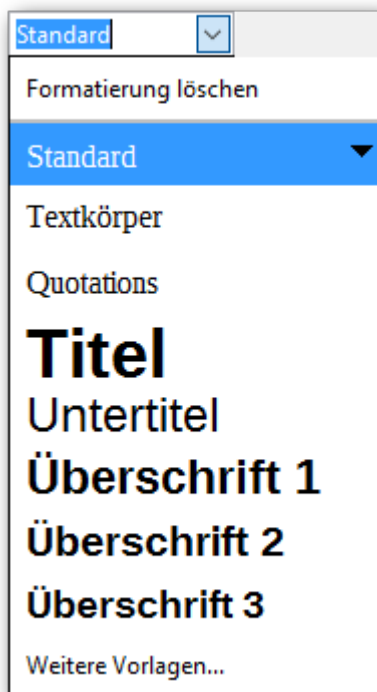 Standard
Formatierung löschen
Standard
Textkörper
Quotations
Titel
Untertitel
Überschrift 1
Überschrift 2
Überschrift 3
Weitere Vorlagen...